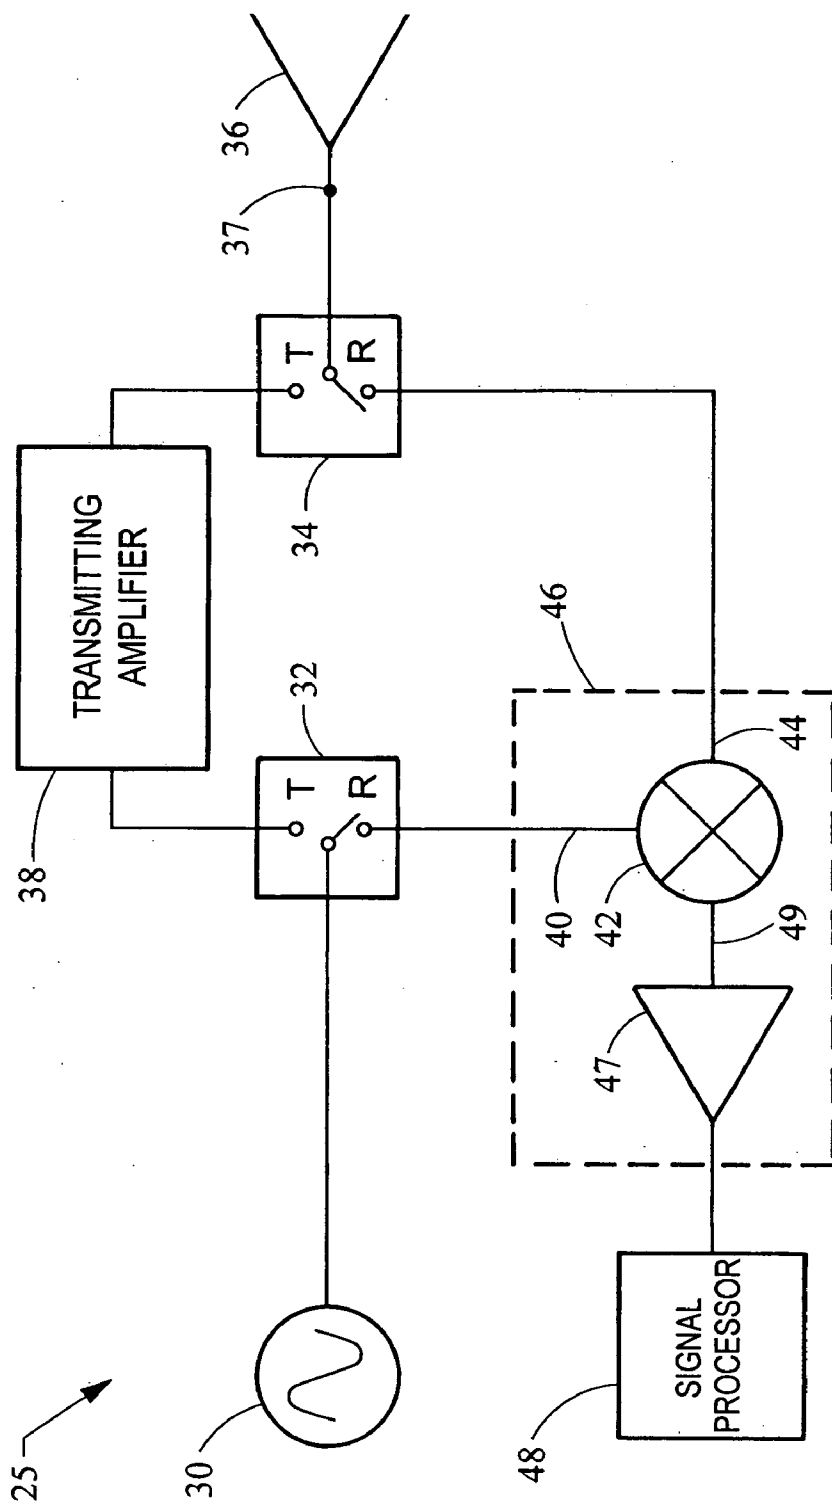 25
30
38
TRANSMITTING
AMPLIFIER
32
T
R
34
T
R
37
36
40
42
44
46
47
49
48
SIGNAL
PROCESSOR